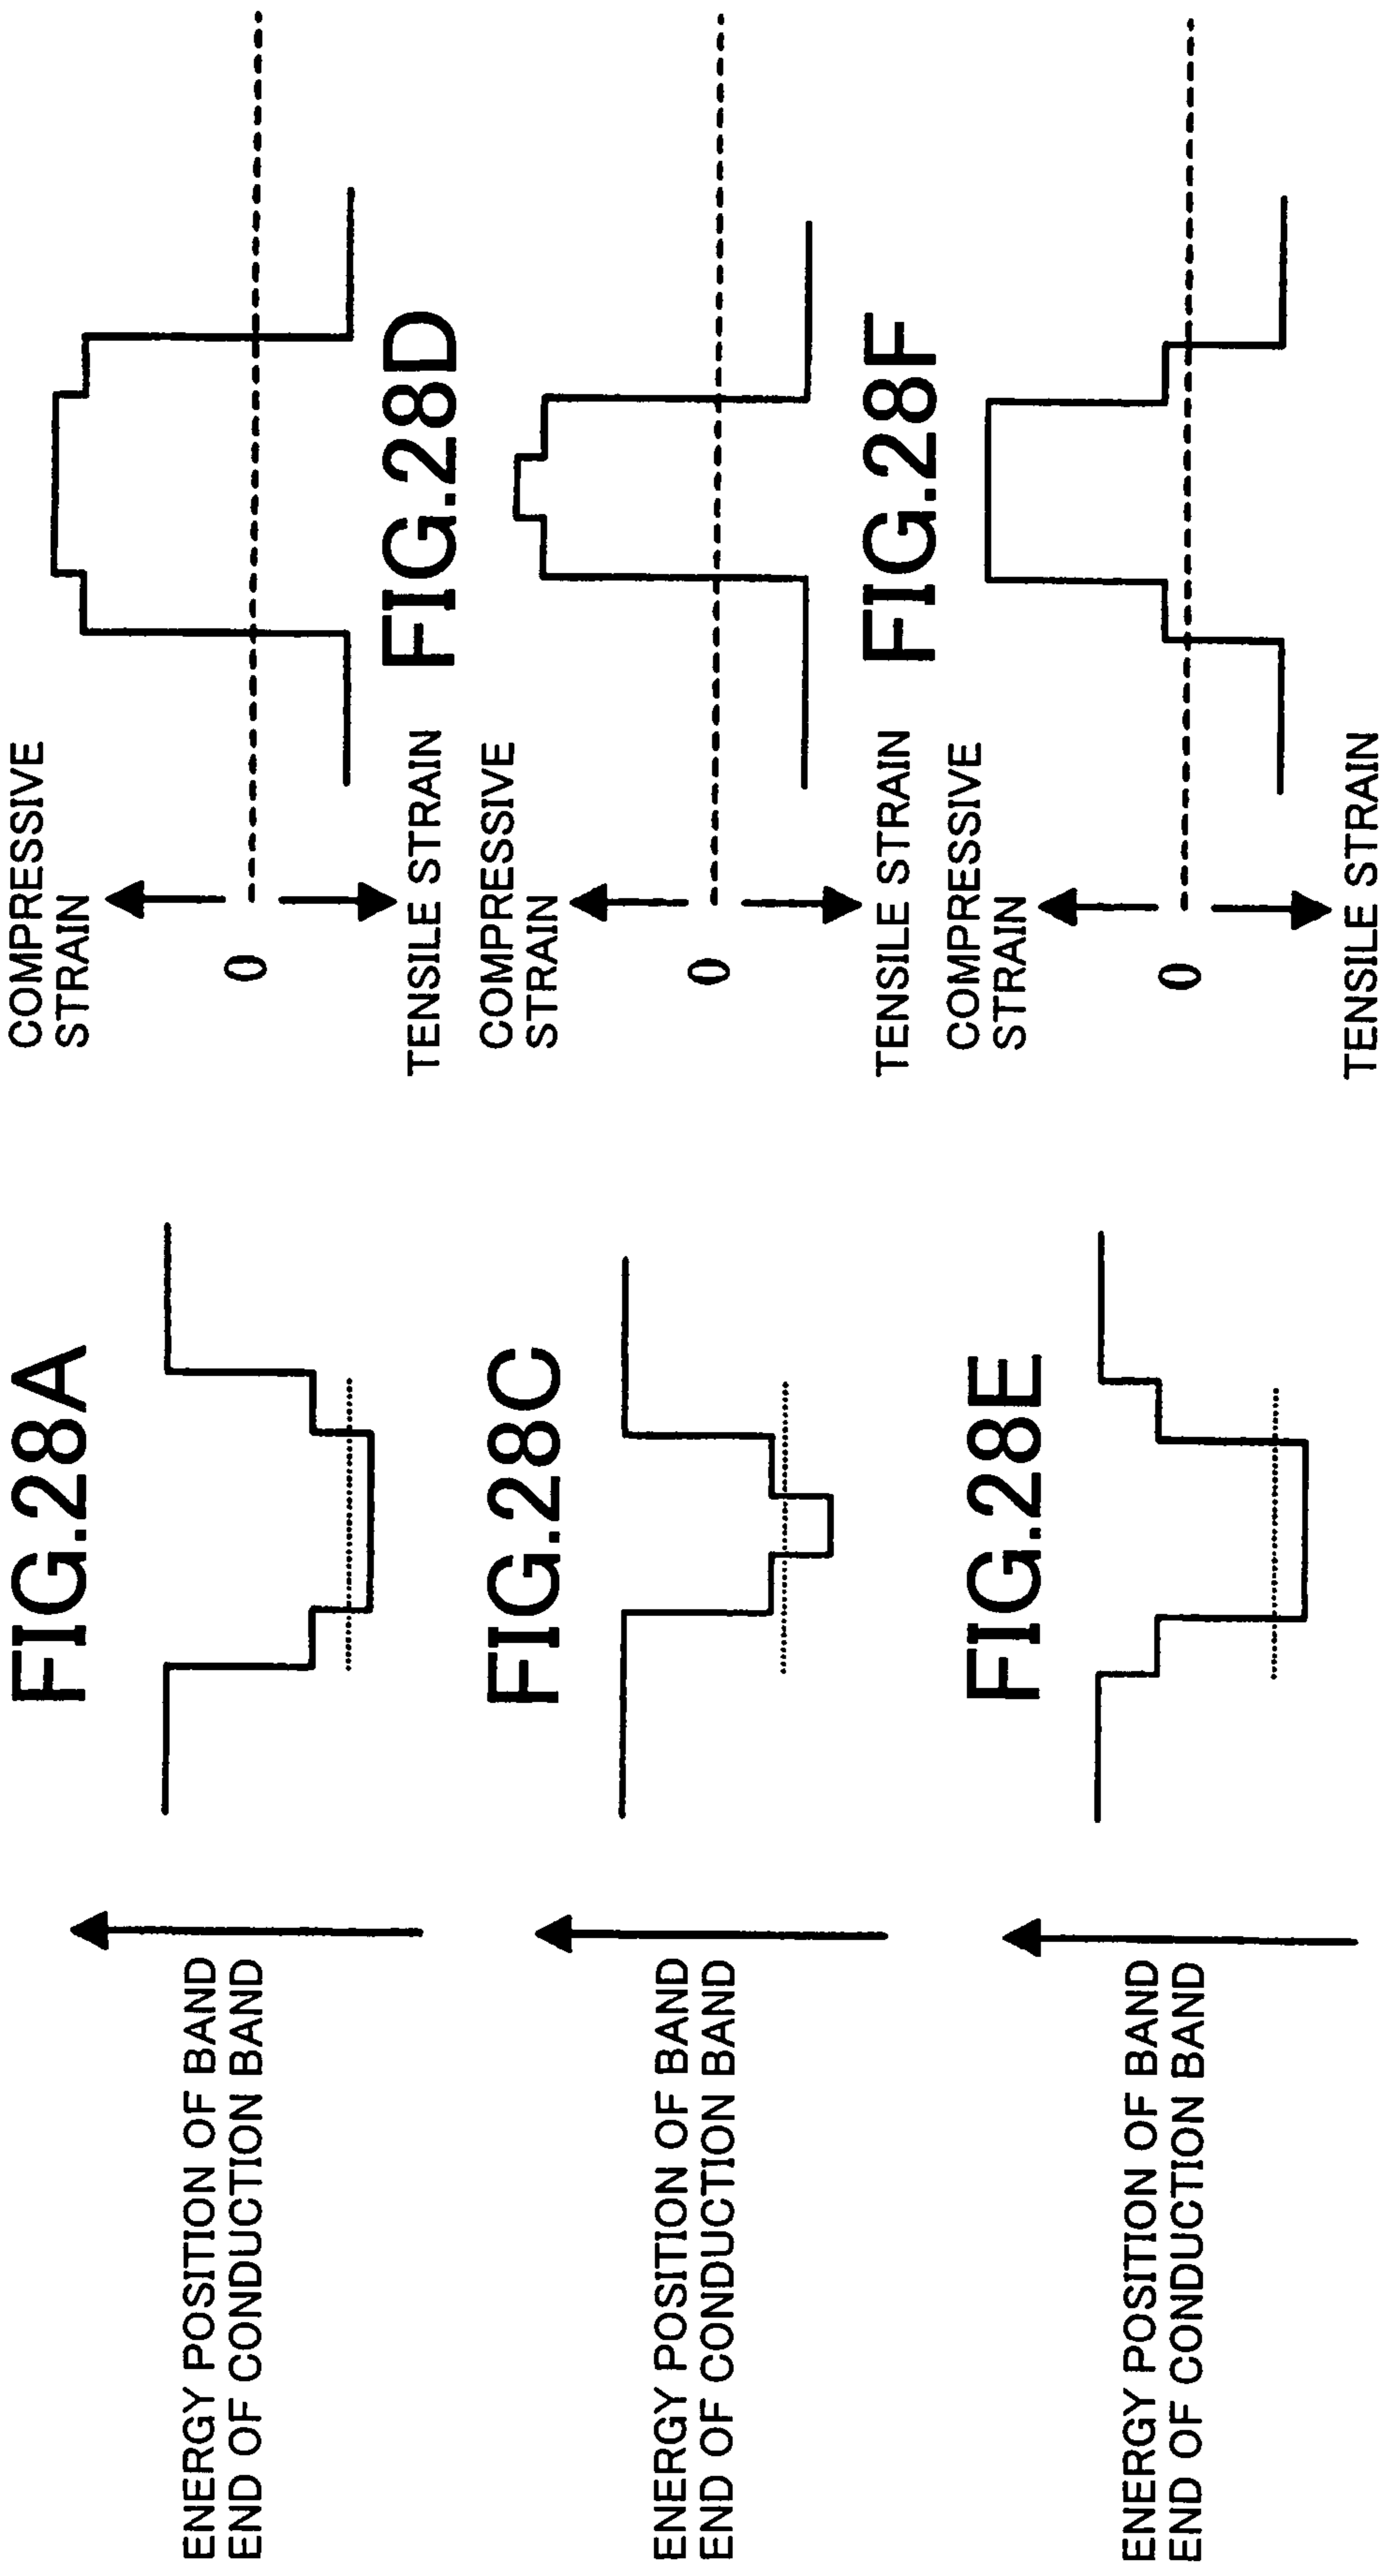 FIG.28A
ENERGY POSITION OF BAND
END OF CONDUCTION BAND
COMPRESSIVE
STRAIN
0
TENSILE STRAIN
FIG.28C
ENERGY POSITION OF BAND
END OF CONDUCTION BAND
FIG.28D
COMPRESSIVE
STRAIN
0
TENSILE STRAIN
FIG.28E
ENERGY POSITION OF BAND
END OF CONDUCTION BAND
FIG.28F
COMPRESSIVE
STRAIN
0
TENSILE STRAIN